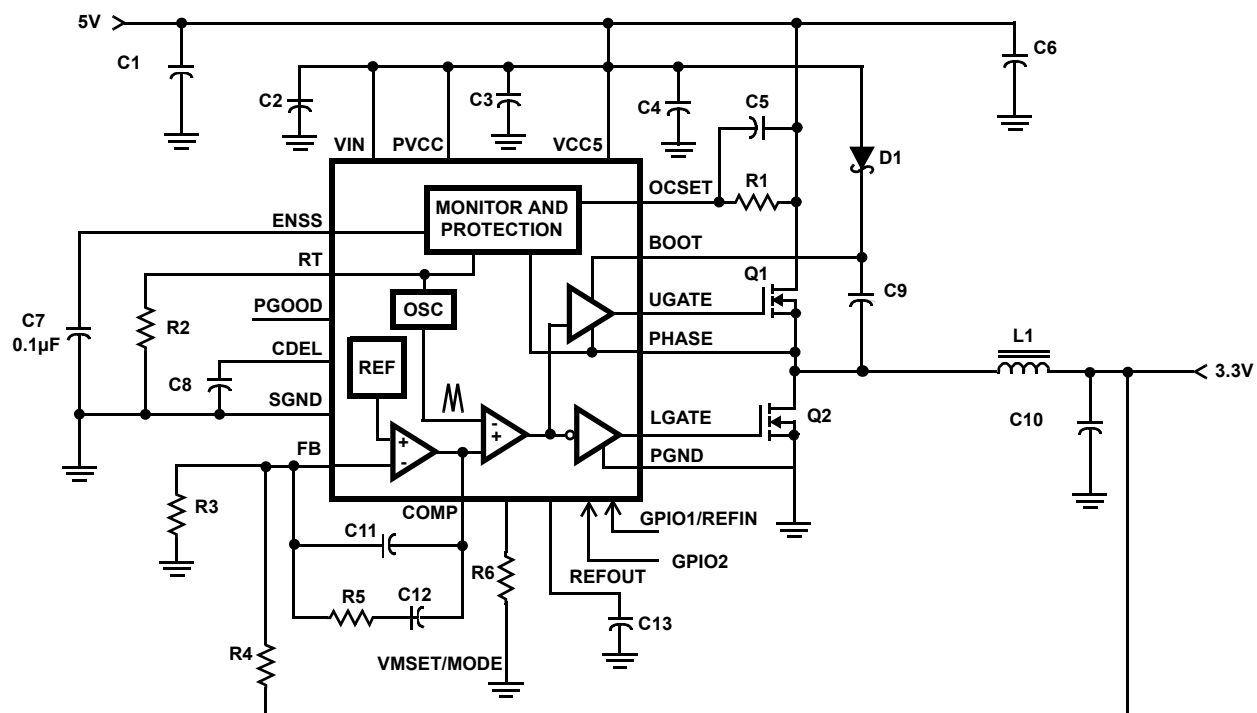 5V
C1
C6
C2
C3
C4
C5
VIN
PVCC
VCC5
D1
OCSET
R1
MONITOR AND
PROTECTION
ENSS
BOOT
RT
Q1
C9
UGATE
OSC
PGOOD
C7
0.1µF
R2
PHASE
L1
CDEL
REF
3.3V
C8
SGND
LGATE
Q2
C10
-
+
FB
+
-
PGND
R3
COMP
GPIO1/REFIN
C11
GPIO2
R6
REFOUT
R5
C12
C13
R4
VMSET/MODE